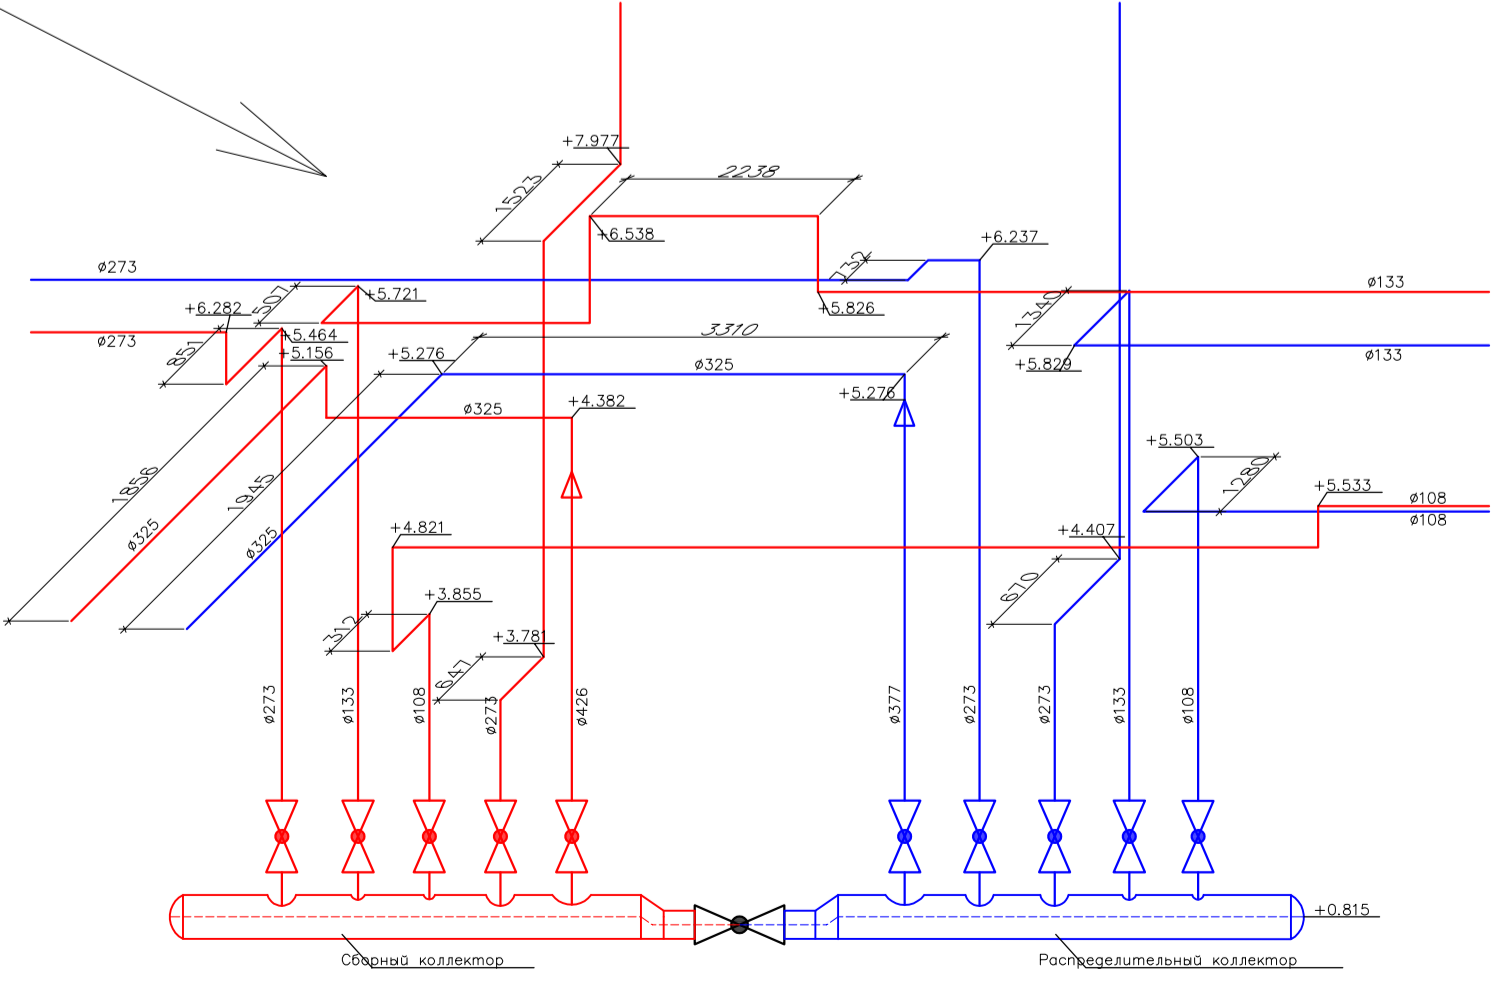 +7.977
1523
2238
+6.538
+6.237
732
ø273
507
+5.721
+6.282
ø273
851
+5.464
+5.156
+5.276
3310
ø325
+5.276
+5.826
ø133
1340
+5.829
ø133
ø325
+4.382
1856
1945
ø325
ø325
+5.503
1280
+5.533
ø108
ø108
+4.821
+4.407
670
+3.855
312
+3.781
647
ø273
ø133
ø108
ø273
ø426
ø377
ø273
ø273
ø133
ø108
+0.815
Сборный коллектор
Распределительный коллектор